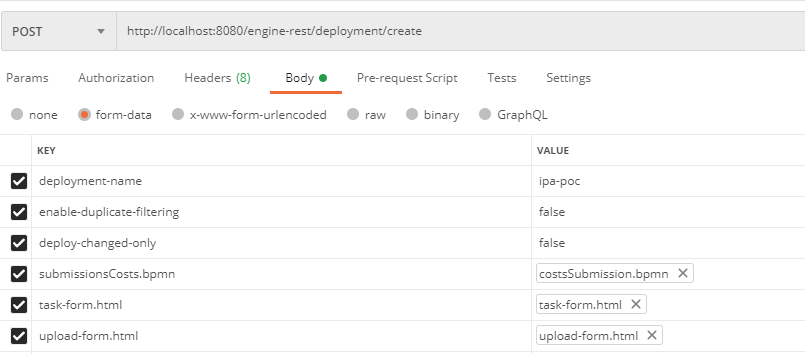 POST http://localhost:8080/engine-rest/deployment/create
Params Authorization Headers (8) Body Pre-request Script Tests Settings
none form-data x-www-form-urlencoded raw binary GraphQL
KEY VALUE
deployment-name ipa-poc
enable-duplicate-filtering false
deploy-changed-only false
submissionsCosts.bpmn costsSubmission.bpmn
task-form.html task-form.html
upload-form.html upload-form.html